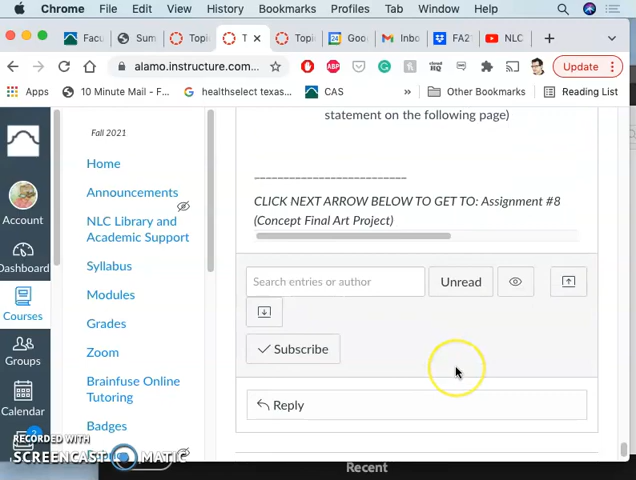 Chrome File Edit View History Bookmarks Profiles Tab Window Help
Facu Sum Topi T Topi Goo Inbo FA2 NLC
alamo.instructure.com... Update
Apps 10 Minute Mail - F... healthselect texas... CAS » Other Bookmarks Reading List
statement on the following page)
Fall 2021
Home
Announcements
NLC Library and
Academic Support
Syllabus
Modules
Grades
Zoom
Brainfuse Online
Tutoring
Badges
Account
Dashboard
Courses
Groups
Calendar
2
___________________________
CLICK NEXT ARROW BELOW TO GET TO: Assignment #8
(Concept Final Art Project)
Search entries or author Unread
Subscribe
Reply
RECORDED WITH
SCREENCAST MATIC
Recent